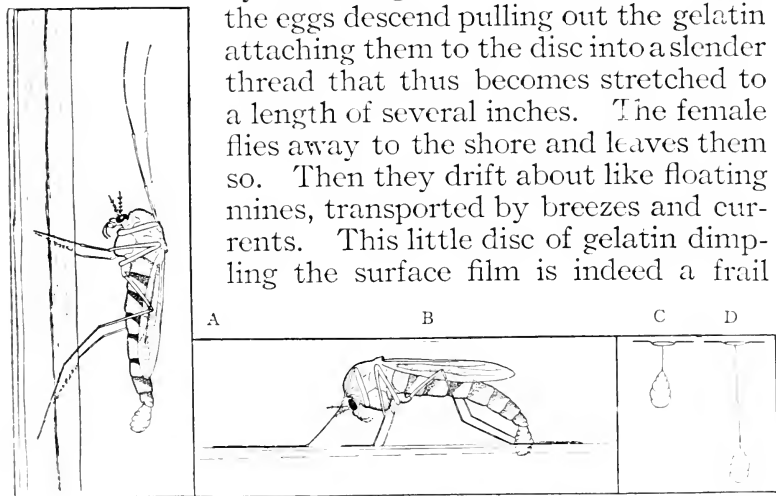 the eggs descend pulling out the gelatin
attaching them to the disc into a slender
thread that thus becomes stretched to
a length of several inches. The female
flies away to the shore and leaves them
so. Then they drift about like floating
mines, transported by breezes and cur-
rents. This little disc of gelatin dimp-
ling the surface film is indeed a frail
A B C D